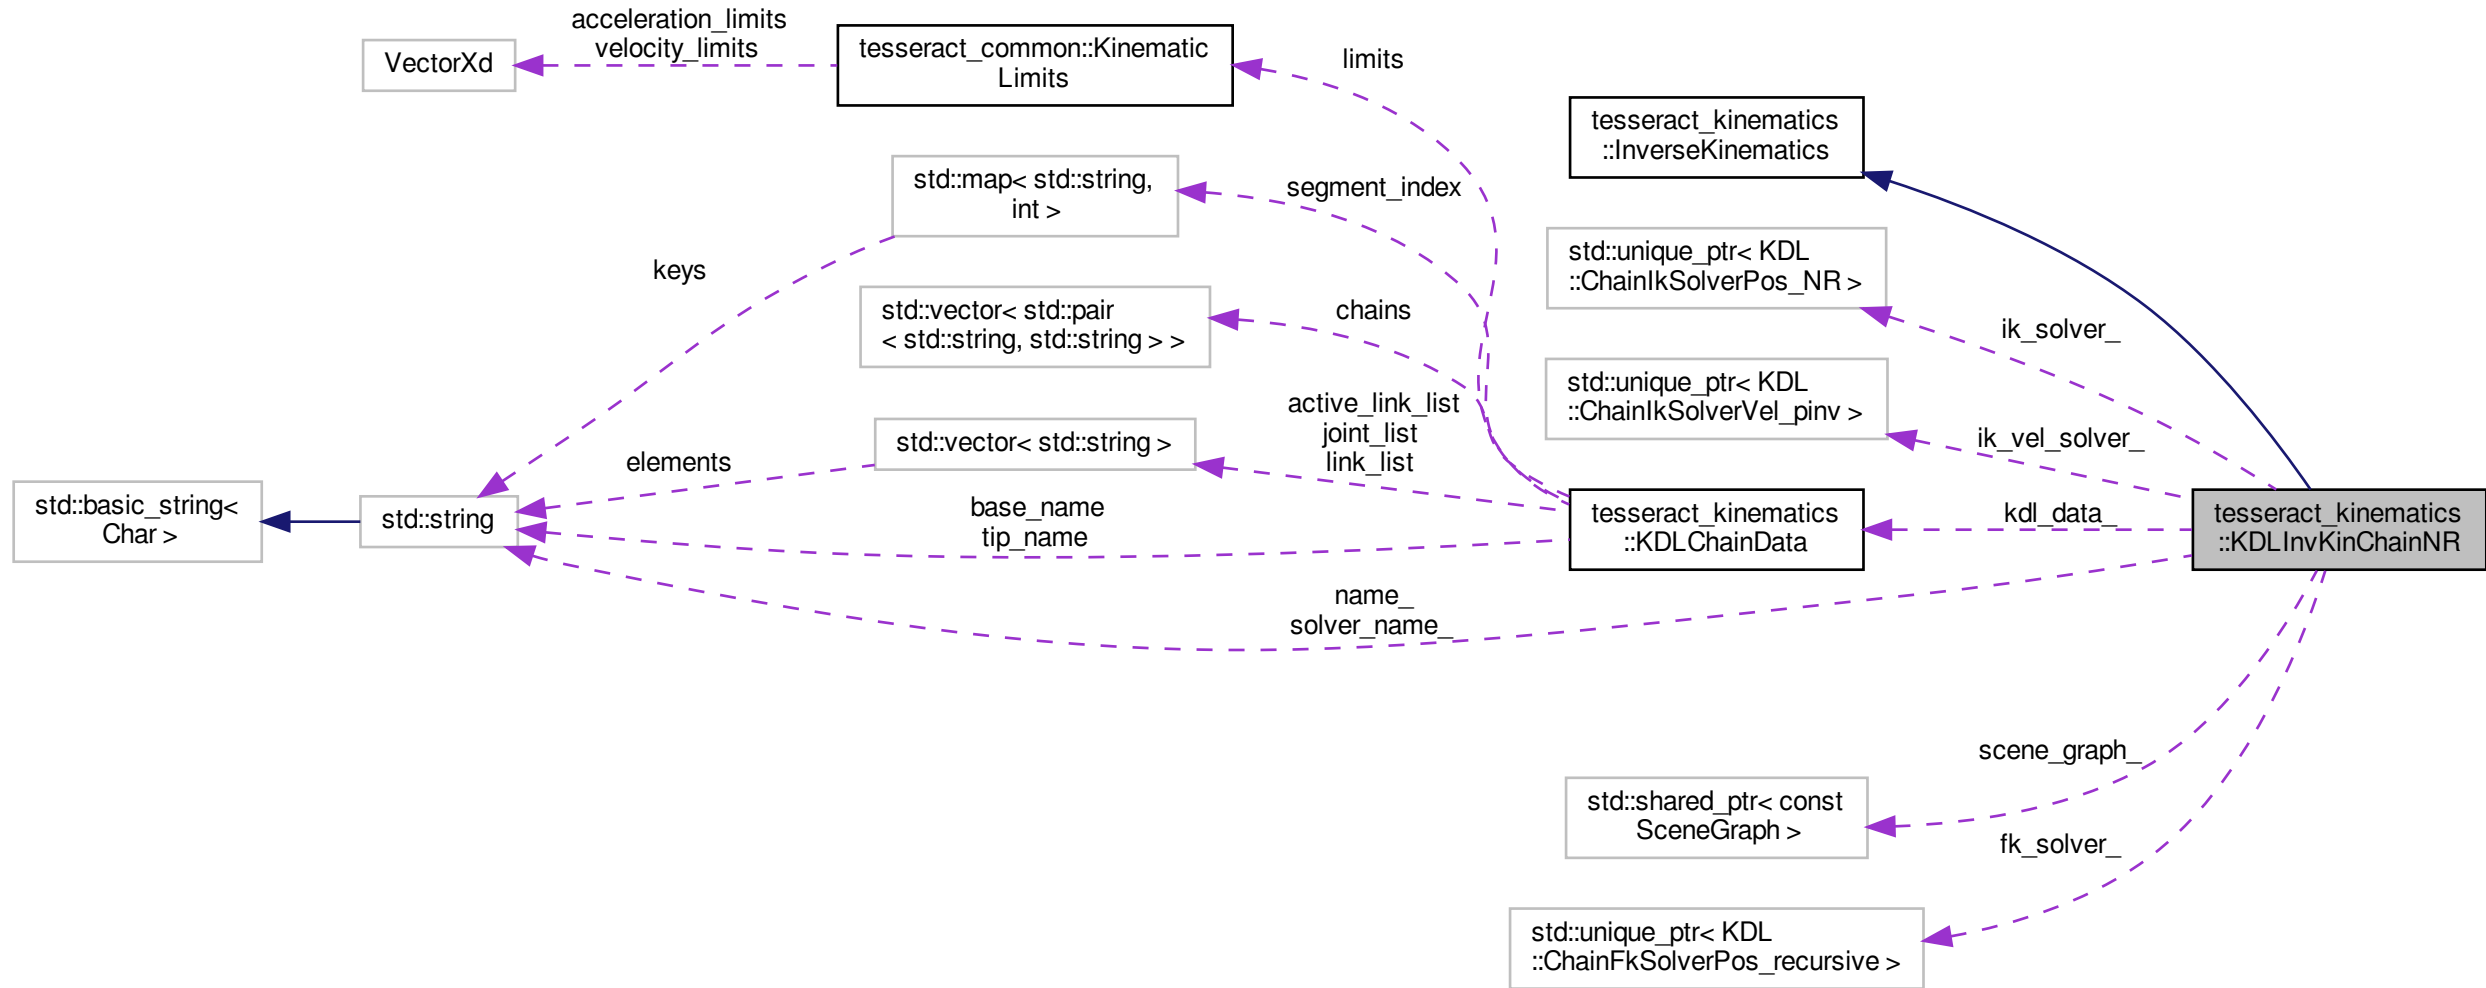 acceleration_limits
velocity_limits
VectorXd
tesseract_common::Kinematic
Limits
limits
tesseract_kinematics
::InverseKinematics
std::map< std::string,
int >
segment_index
keys
std::unique_ptr< KDL
::ChainIkSolverPos_NR >
ik_solver_
std::vector< std::pair
< std::string, std::string > >
chains
std::unique_ptr< KDL
::ChainIkSolverVel_pinv >
ik_vel_solver_
active_link_list
joint_list
link_list
std::vector< std::string >
elements
std::basic_string<
Char >
std::string
base_name
tip_name
tesseract_kinematics
::KDLChainData
kdl_data_
tesseract_kinematics
::KDLInvKinChainNR
name_
solver_name_
scene_graph_
std::shared_ptr< const
SceneGraph >
fk_solver_
std::unique_ptr< KDL
::ChainFkSolverPos_recursive >